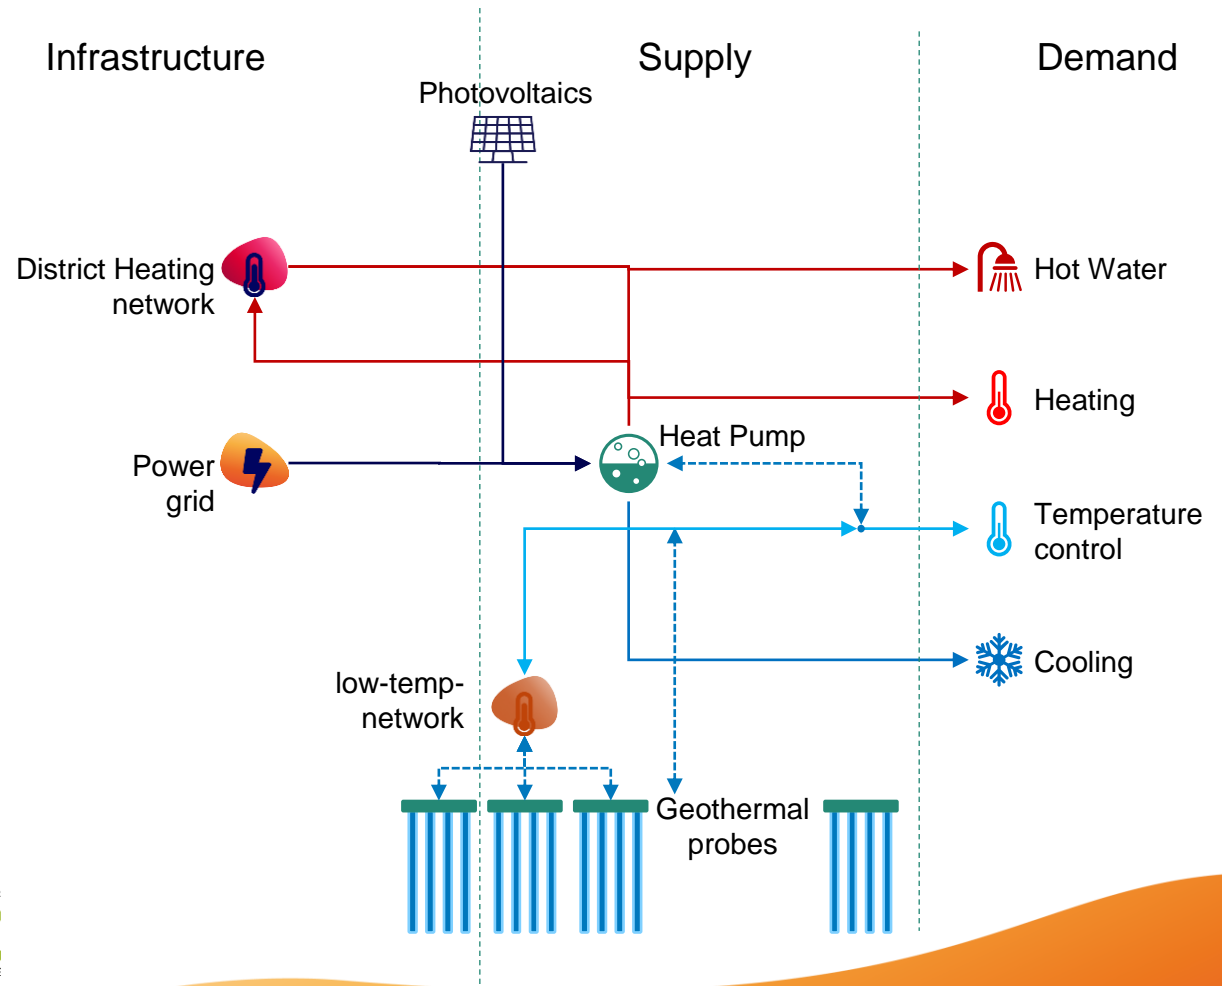 Infrastructure
Supply
Demand
Photovoltaics
District Heating
network
Hot Water
Heating
Heat Pump
Power
grid
Temperature
control
Cooling
low-temp-
network
Geothermal
probes